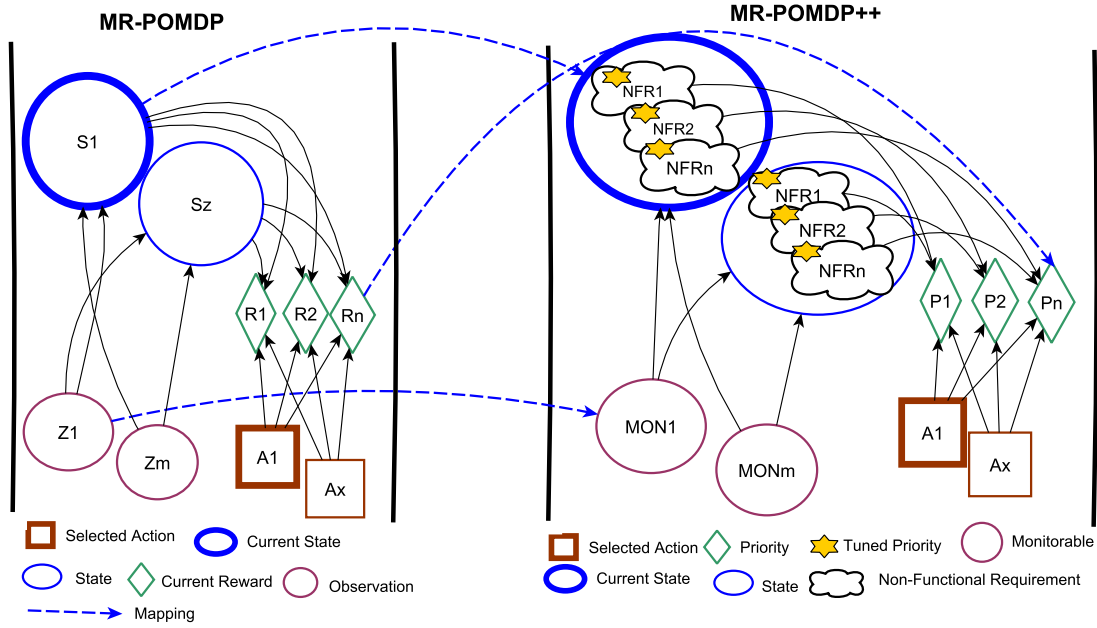 MR-POMDP
S1
Sz
R1
R2
Rn
Z1
Zm
A1
Ax
Selected Action
Current State
State
Current Reward
Observation
Mapping
MR-POMDP++
NFR1
NFR2
NFRn
NFR1
NFR2
NFRn
P1
P2
Pn
MON1
MONm
A1
Ax
Selected Action
Priority
Tuned Priority
Monitorable
Current State
State
Non-Functional Requirement